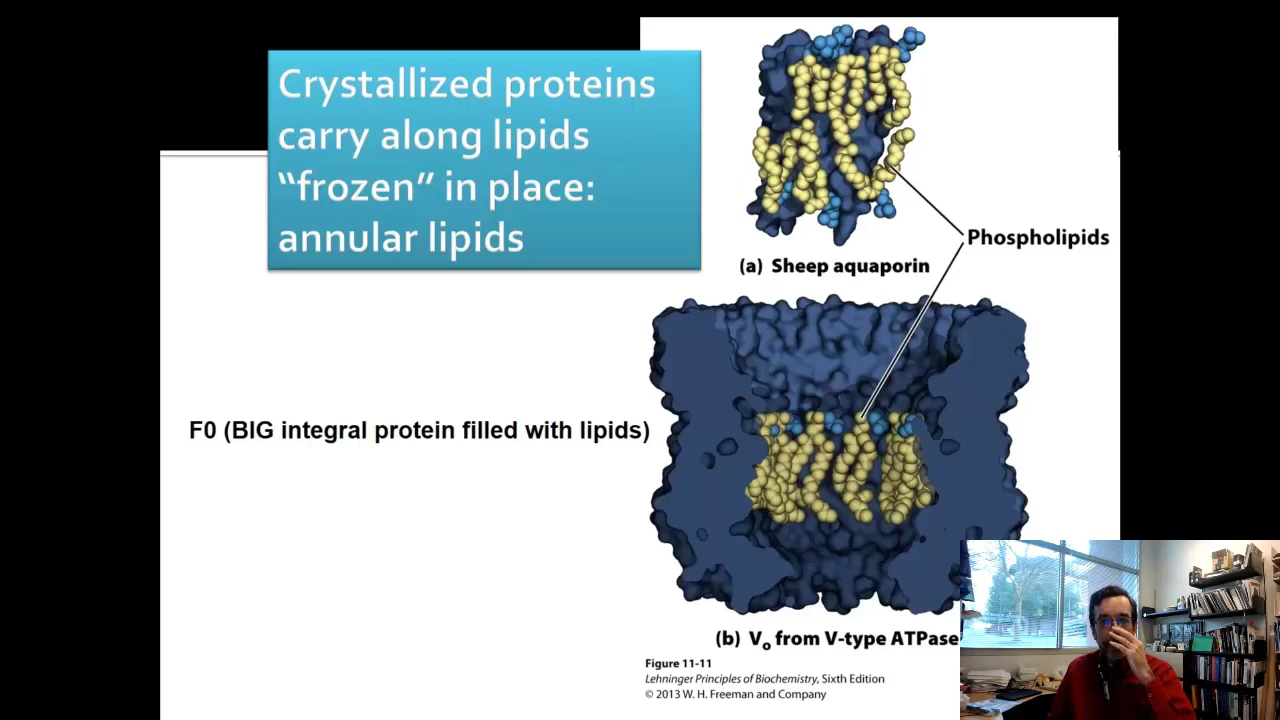 Crystallized proteins
carry along lipids
“frozen” in place:
annular lipids
Phospholipids
(a) Sheep aquaporin
F0 (BIG integral protein filled with lipids)
(b) Vo from V-type ATPase
Figure 11-11
Lehninger Principles of Biochemistry, Sixth Edition
© 2013 W. H. Freeman and Company